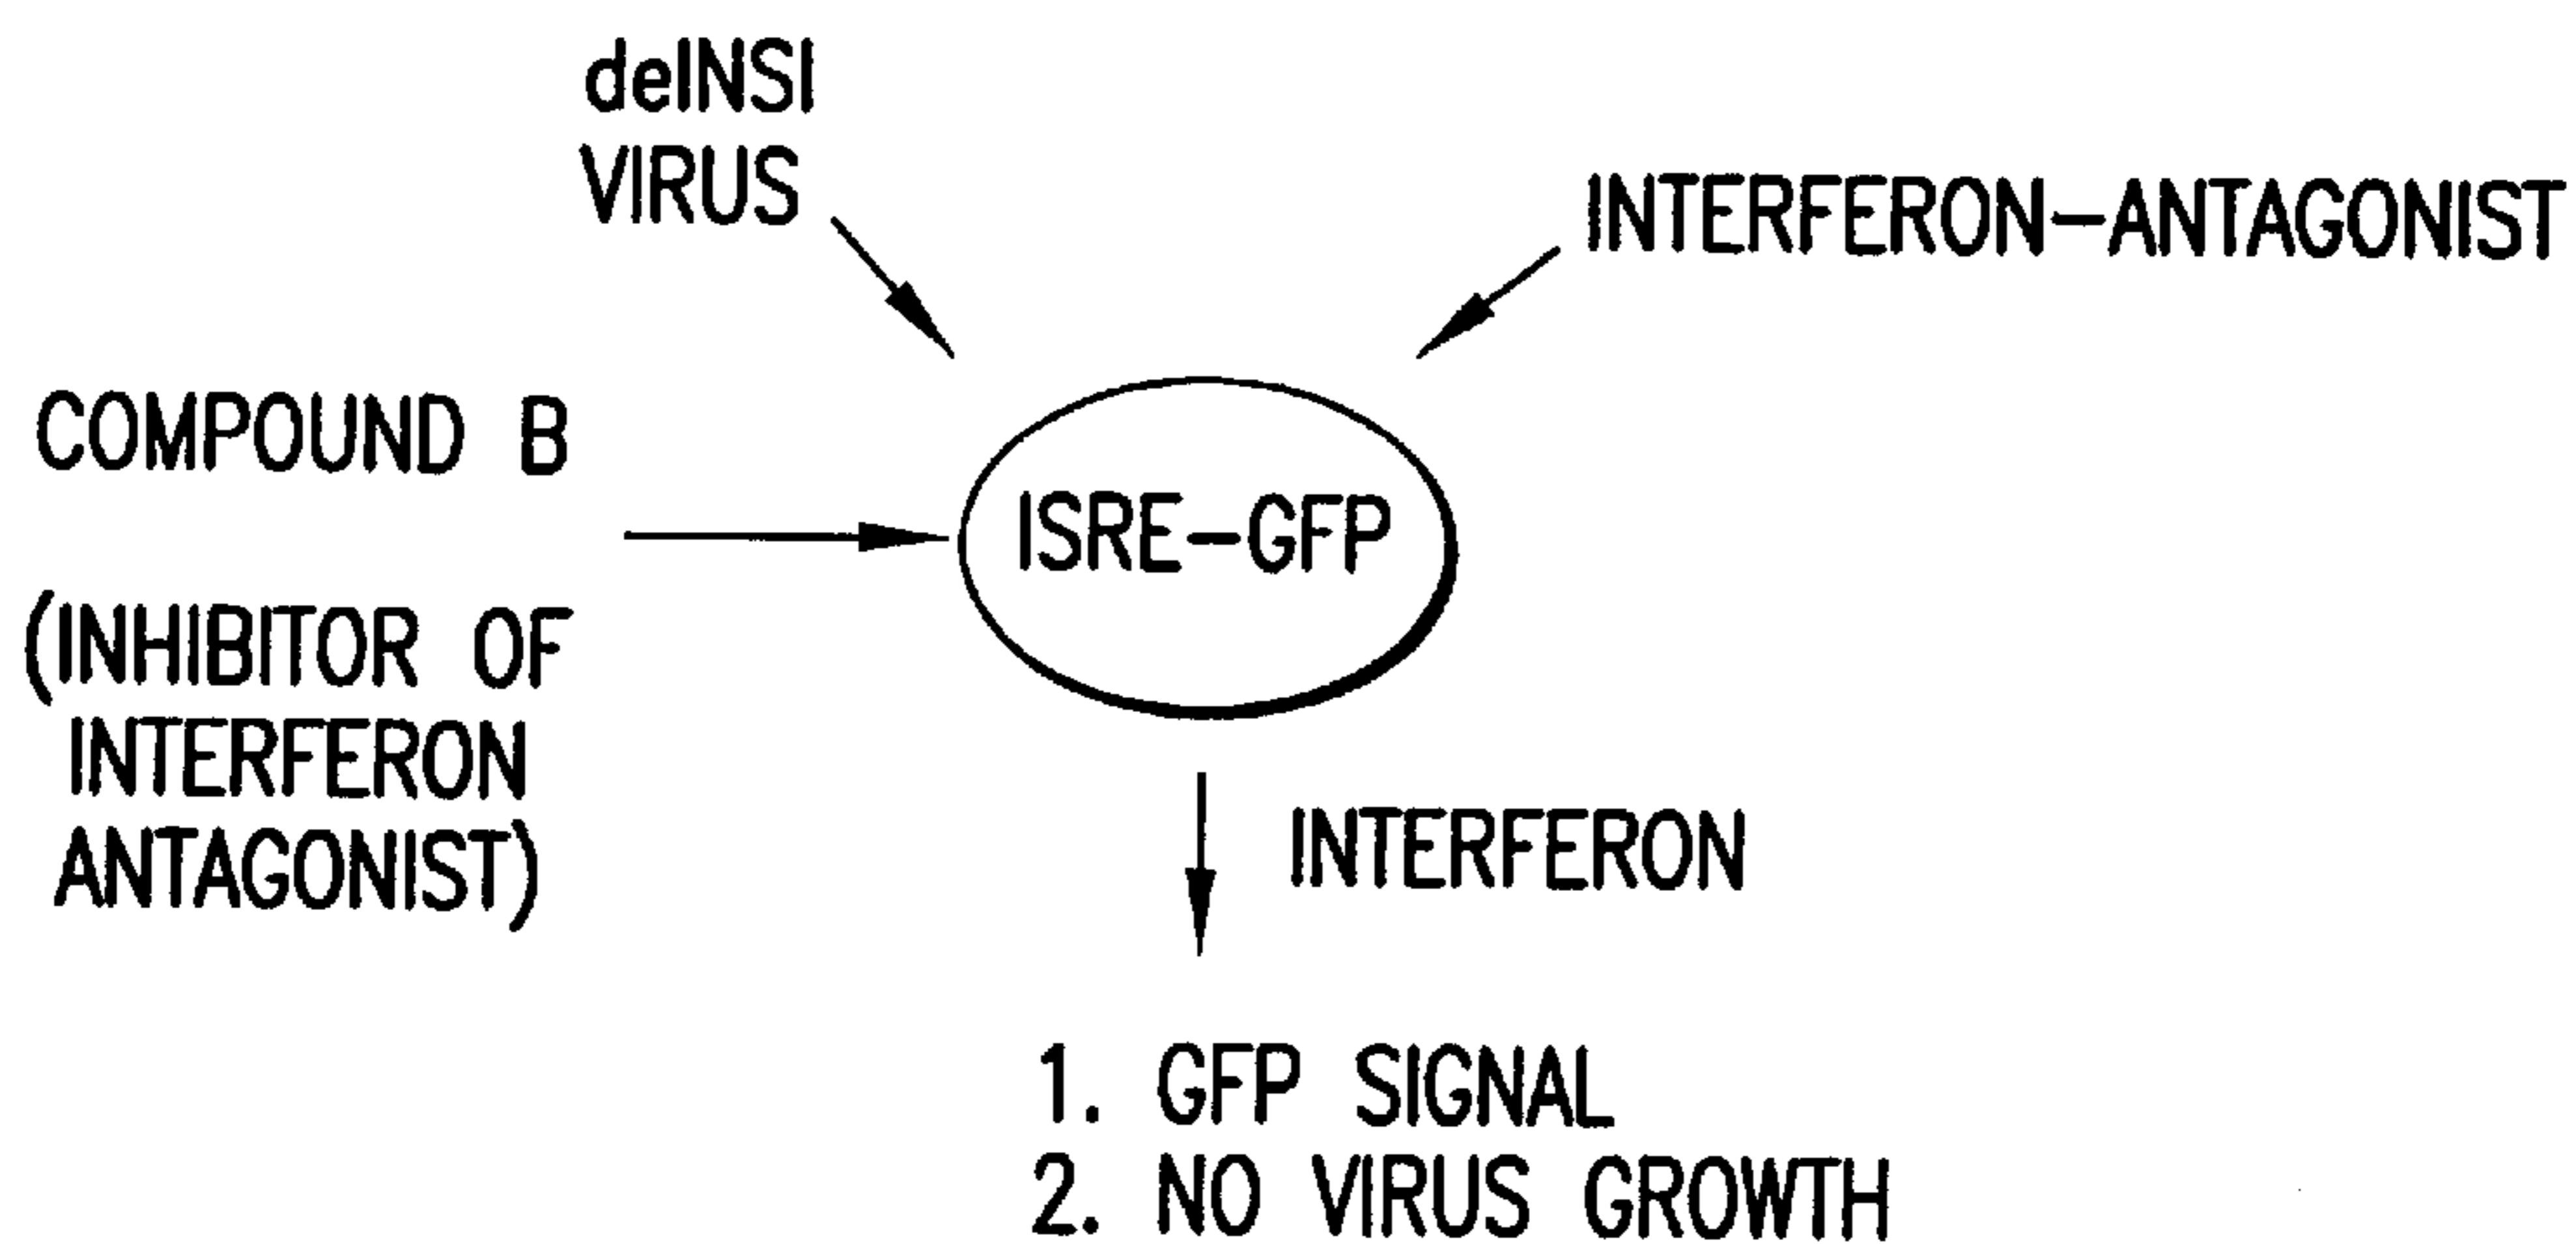 delNSI
VIRUS
INTERFERON-ANTAGONIST
COMPOUND B
(INHIBITOR OF
INTERFERON
ANTAGONIST)
ISRE-GFP
INTERFERON
1. GFP SIGNAL
2. NO VIRUS GROWTH